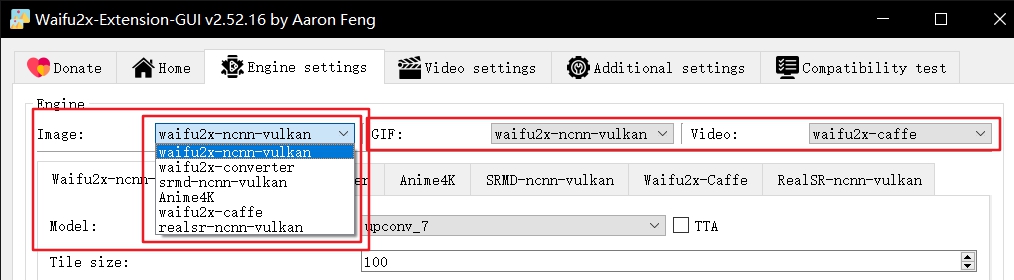 Waifu2x-Extension-GUI v2.52.16 by Aaron Feng
Donate Home Engine settings Video settings Additional settings Compatibility test
Engine
Image: waifu2x-ncnn-vulkan GIF: waifu2x-ncnn-vulkan Video: waifu2x-caffe
waifu2x-ncnn-vulkan
waifu2x-converter
srmd-ncnn-vulkan
Anime4K
waifu2x-caffe
realsr-ncnn-vulkan
Waifu2x-ncnn Anime4K SRMD-ncnn-vulkan Waifu2x-Caffe RealSR-ncnn-vulkan
Model: upconv_7 TTA
Tile size: 100